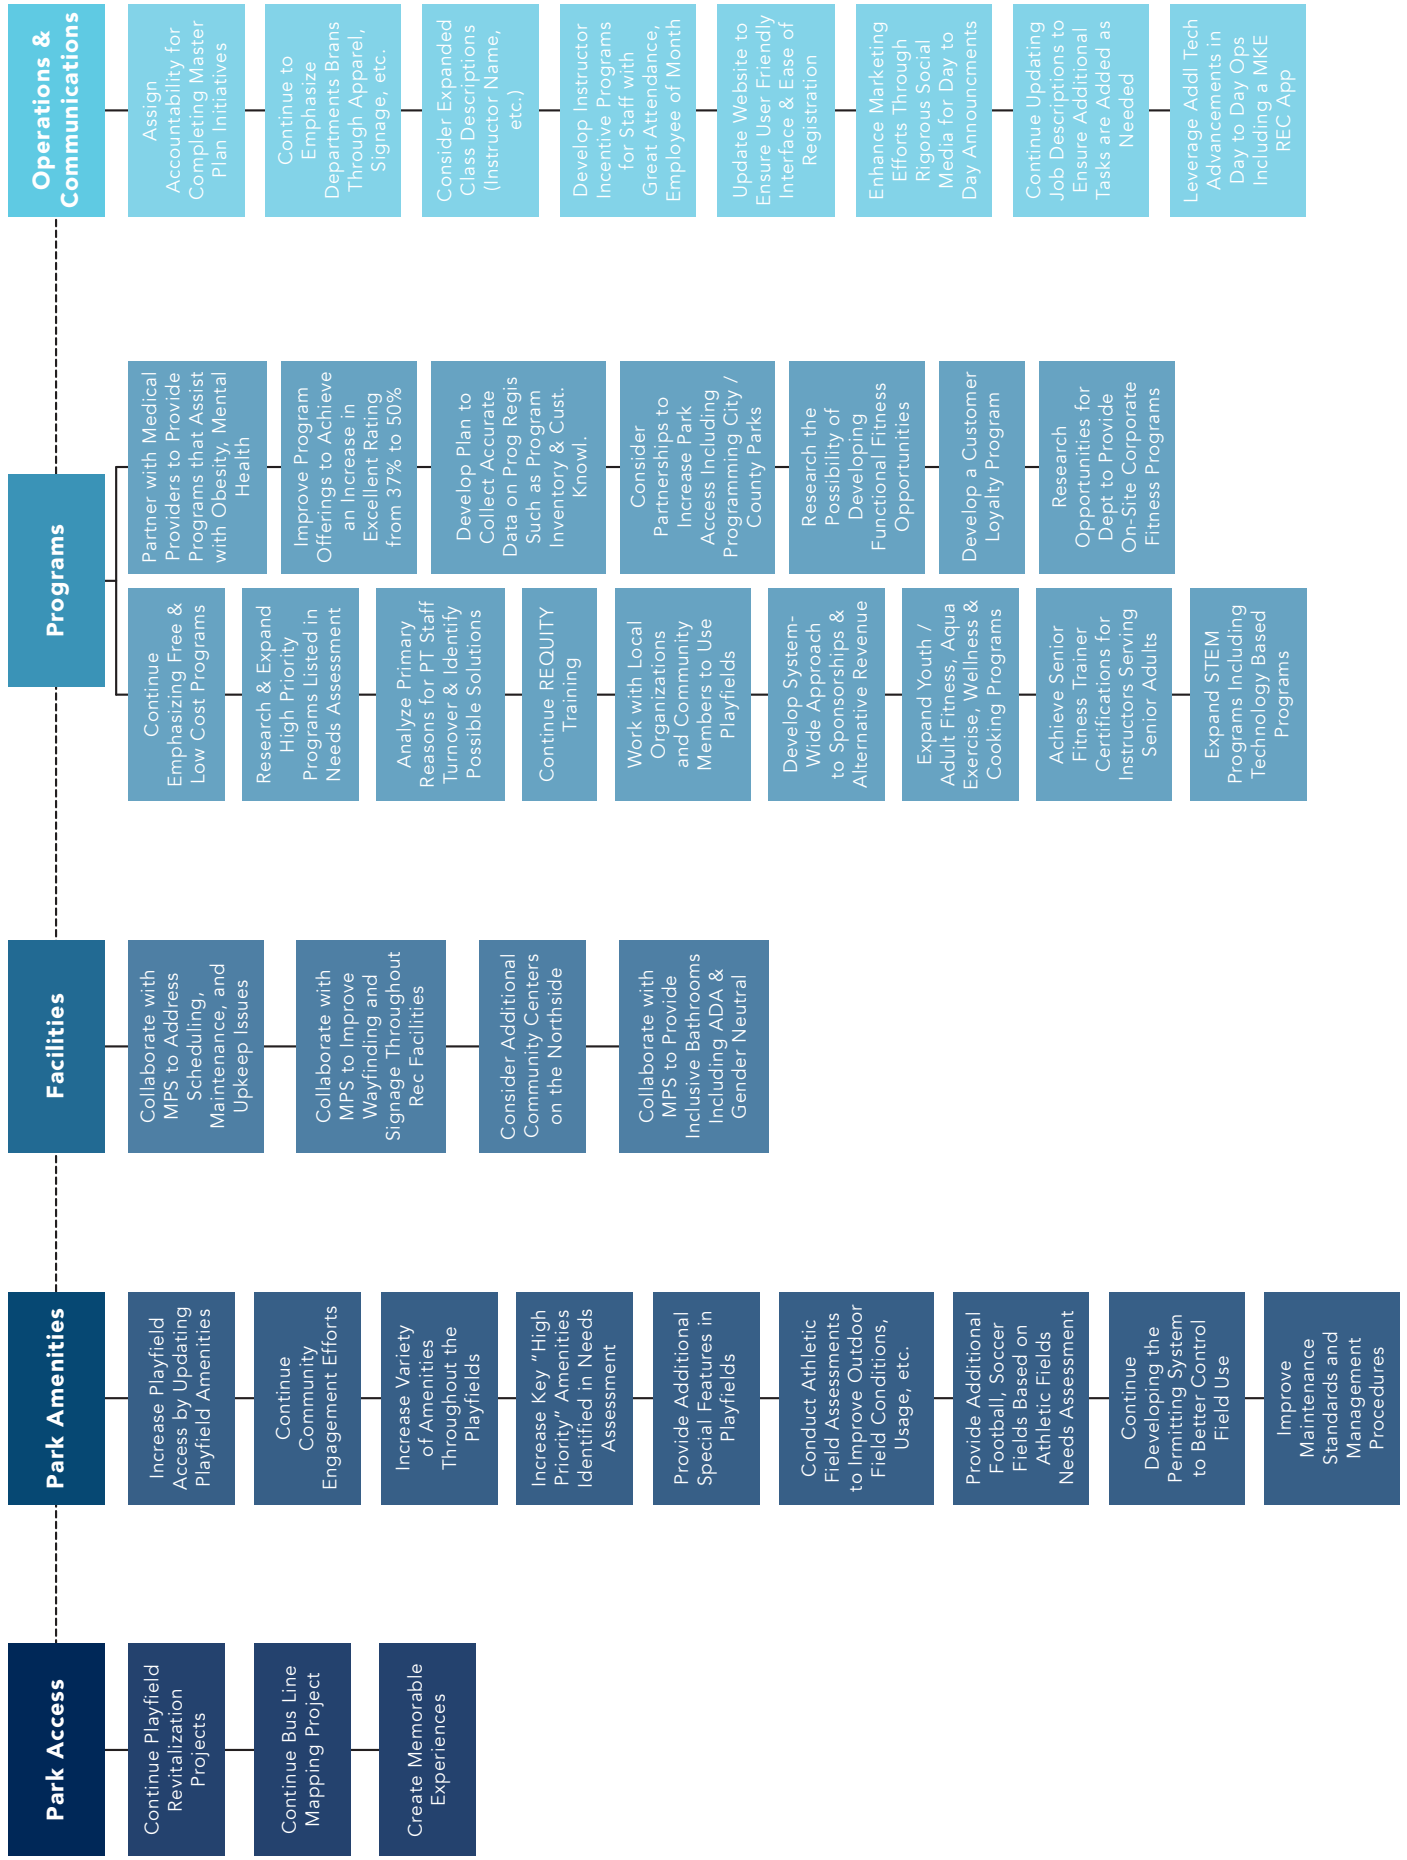 Park Access
Continue Playfield
Revitalization
Projects
Continue Bus Line
Mapping Project
Create Memorable
Experiences
Park Amenities
Increase Playfield
Access by Updating
Playfield Amenities
Continue
Community
Engagement Efforts
Increase Variety
of Amenities
Throughout the
Playfields
Increase Key “High
Priority” Amenities
Identified in Needs
Assessment
Provide Additional
Special Features in
Playfields
Conduct Athletic
Field Assessments
to Improve Outdoor
Field Conditions,
Usage, etc.
Provide Additional
Football, Soccer
Fields Based on
Athletic Fields
Needs Assessment
Continue
Developing the
Permitting System
to Better Control
Field Use
Improve
Maintenance
Standards and
Management
Procedures
Facilities
Collaborate with
MPS to Address
Scheduling,
Maintenance, and
Upkeep Issues
Collaborate with
MPS to Improve
Wayfinding and
Signage Throughout
Rec Facilities
Consider Additional
Community Centers
on the Northside
Collaborate with
MPS to Provide
Inclusive Bathrooms
Including ADA &
Gender Neutral
Programs
Continue
Emphasizing Free &
Low Cost Programs
Research & Expand
High Priority
Programs Listed in
Needs Assessment
Analyze Primary
Reasons for PT Staff
Turnover & Identify
Possible Solutions
Continue REQUITY
Training
Work with Local
Organizations
and Community
Members to Use
Playfields
Develop System-
Wide Approach
to Sponsorships &
Alternative Revenue
Expand Youth /
Adult Fitness, Aqua
Exercise, Wellness &
Cooking Programs
Achieve Senior
Fitness Trainer
Certifications for
Instructors Serving
Senior Adults
Expand STEM
Programs Including
Technology Based
Programs
Partner with Medical
Providers to Provide
Programs that Assist
with Obesity, Mental
Health
Improve Program
Offerings to Achieve
an Increase in
Excellent Rating
from 37% to 50%
Develop Plan to
Collect Accurate
Data on Prog Regis
Such as Program
Inventory & Cust.
Knowl.
Consider
Partnerships to
Increase Park
Access Including
Programming City /
County Parks
Research the
Possibility of
Developing
Functional Fitness
Opportunities
Develop a Customer
Loyalty Program
Research
Opportunities for
Dept to Provide
On-Site Corporate
Fitness Programs
Operations &
Communications
Assign
Accountability for
Completing Master
Plan Initiatives
Continue to
Emphasize
Departments Brans
Through Apparel,
Signage, etc.
Consider Expanded
Class Descriptions
(Instructor Name,
etc.)
Develop Instructor
Incentive Programs
for Staff with
Great Attendance,
Employee of Month
Update Website to
Ensure User Friendly
Interface & Ease of
Registration
Enhance Marketing
Efforts Through
Rigorous Social
Media for Day to
Day Announcments
Continue Updating
Job Descriptions to
Ensure Additional
Tasks are Added as
Needed
Leverage Addl Tech
Advancements in
Day to Day Ops
Including a MKE
REC App